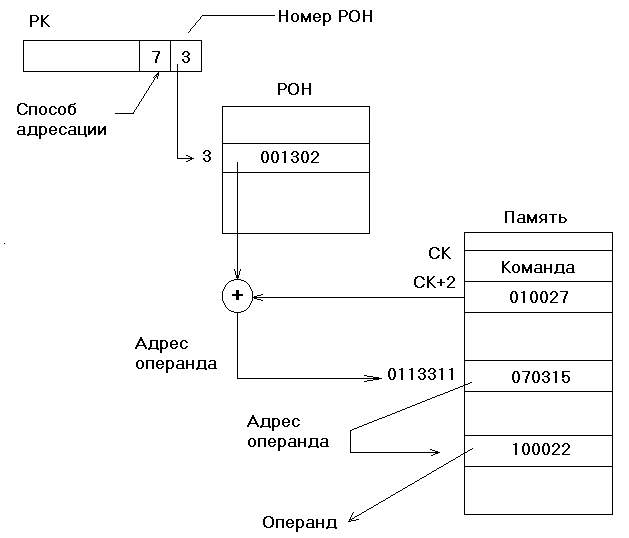 РК
Номер РОН
7 3
Способ
адресации
РОН
3
001302
Память
СК
Команда
СК+2
010027
+
Адрес
операнда
0113311
070315
Адрес
операнда
100022
Операнд